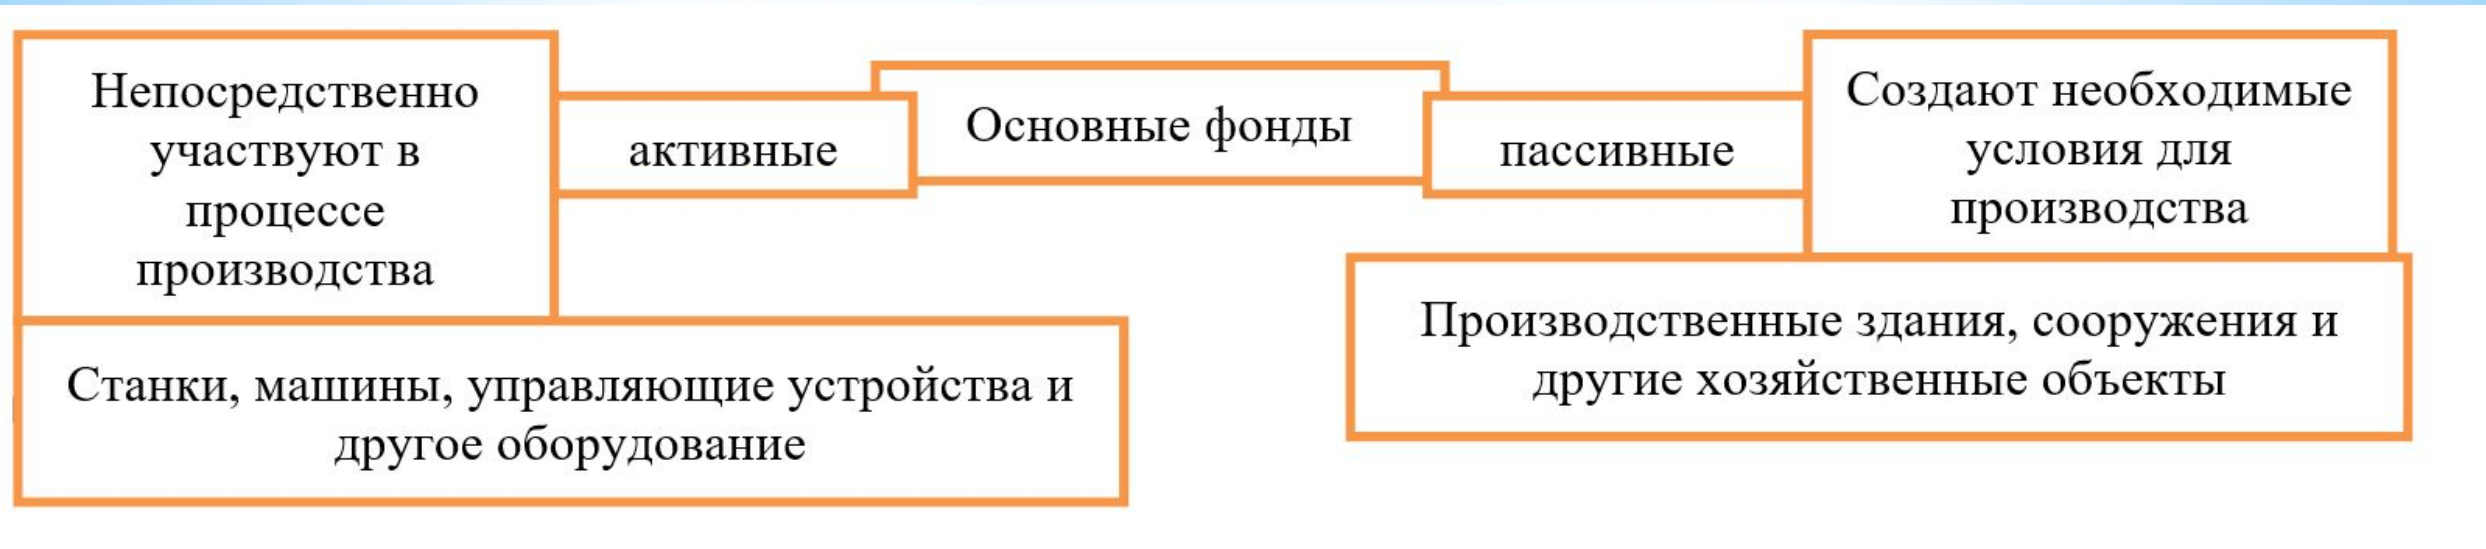 Непосредственно
участвуют в
процессе
производства
активные
Основные фонды
пассивные
Создают необходимые
условия для
производства
Станки, машины, управляющие устройства и
другое оборудование
Производственные здания, сооружения и
другие хозяйственные объекты